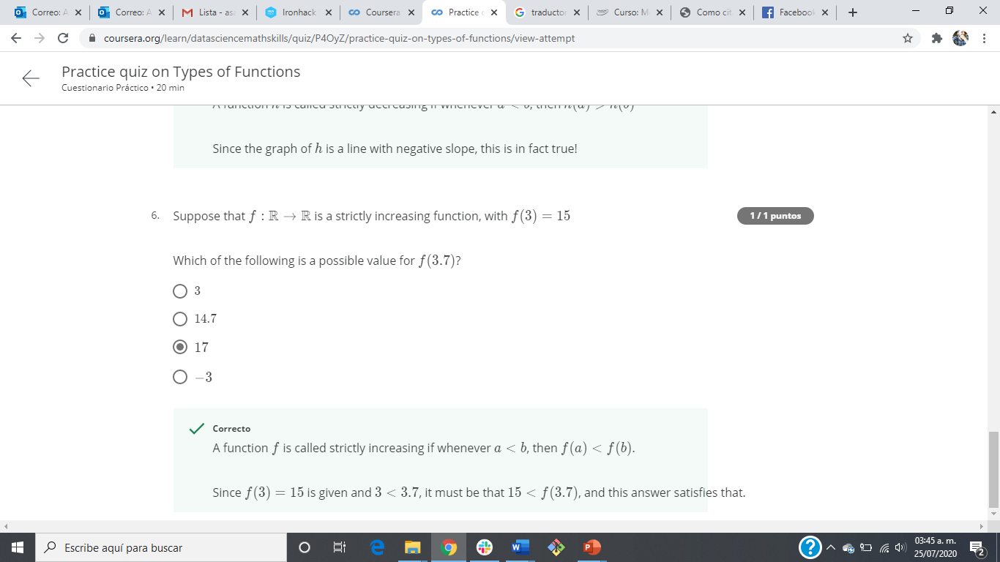 Correo: A Correo: A Lista - as Ironhack Coursera Practice traductor Curso: M Como cit Facebook
coursera.org/learn/datasciencemathskills/quiz/P4OyZ/practice-quiz-on-types-of-functions/view-attempt
Practice quiz on Types of Functions
Cuestionario Práctico • 20 min
A function h is called strictly decreasing if whenever a < b, then h(a) > h(b)
Since the graph of h is a line with negative slope, this is in fact true!
6. Suppose that f : ℝ → ℝ is a strictly increasing function, with f(3) = 15
1 / 1 puntos
Which of the following is a possible value for f(3.7)?
3
14.7
17
−3
Correcto
A function f is called strictly increasing if whenever a < b, then f(a) < f(b).
Since f(3) = 15 is given and 3 < 3.7, it must be that 15 < f(3.7), and this answer satisfies that.
Escribe aquí para buscar
03:45 a. m.
25/07/2020
2